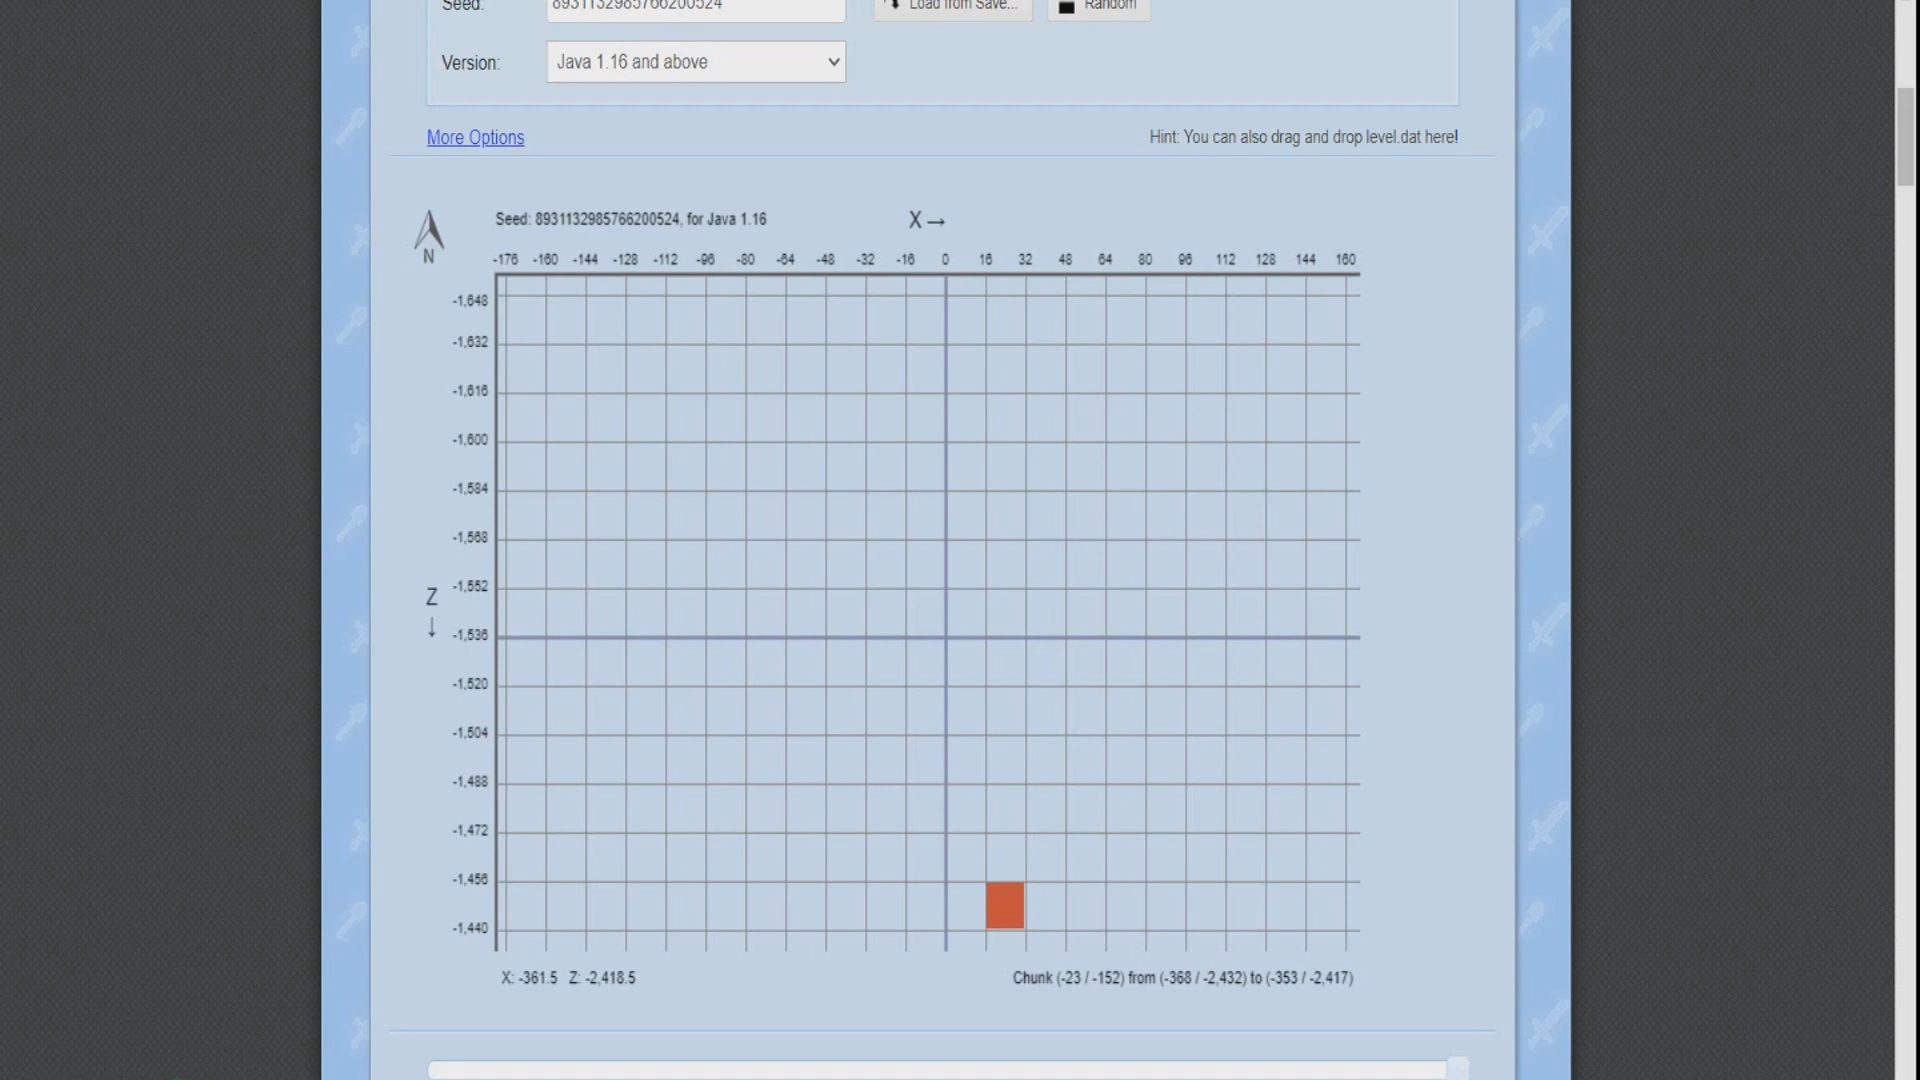 Seed: 8931132985766200524 Load from Save... Random
Version: Java 1.16 and above
More Options Hint: You can also drag and drop level.dat here!
Seed: 8931132985766200524, for Java 1.16 X →
N
-176 -160 -144 -128 -112 -96 -80 -64 -48 -32 -16 0 16 32 48 64 80 96 112 128 144 160
-1,648
-1,632
-1,616
-1,600
-1,584
-1,568
-1,552
Z
↓
-1,536
-1,520
-1,504
-1,488
-1,472
-1,456
-1,440
X: -361.5 Z: -2,418.5 Chunk (-23 / -152) from (-368 / -2,432) to (-353 / -2,417)